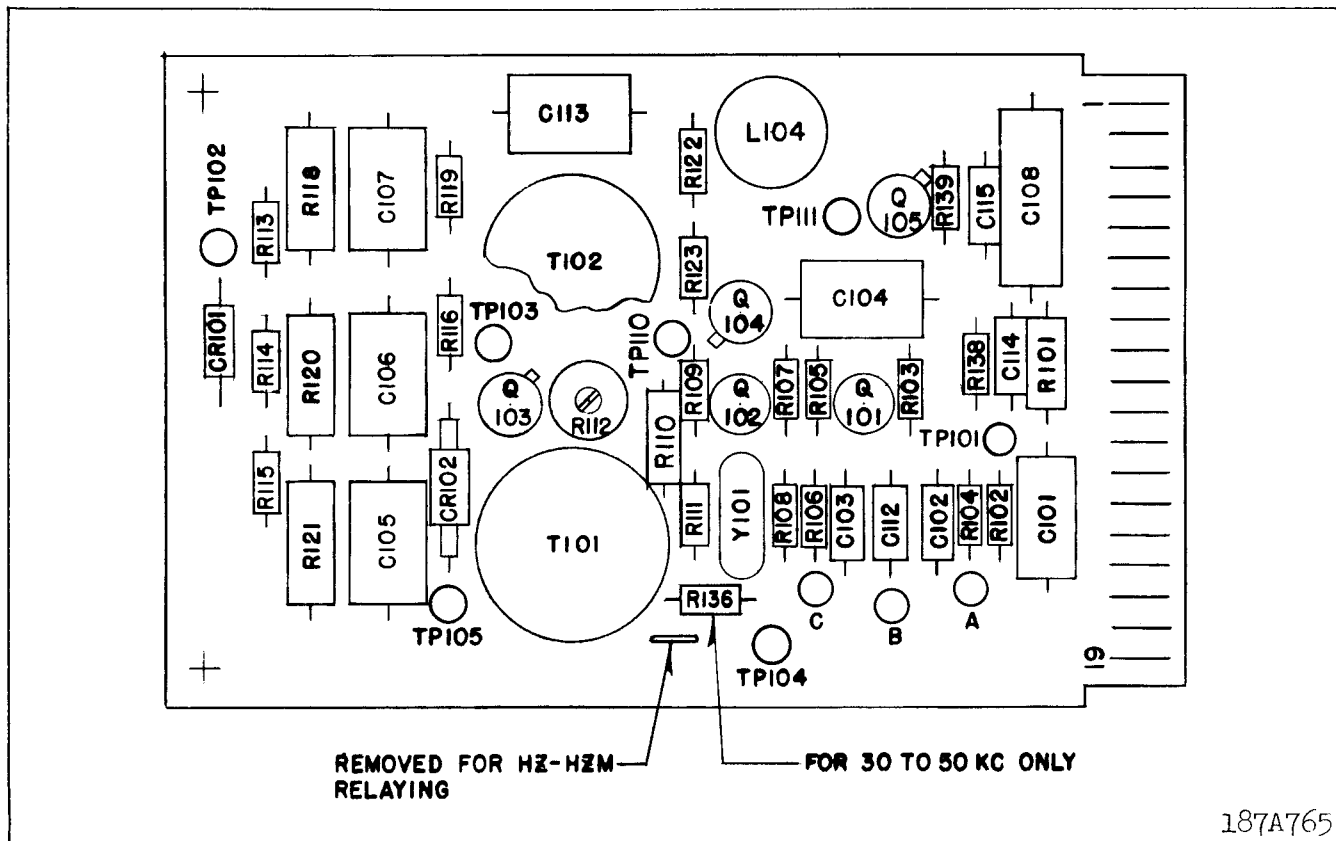 C113
L104
1
TP102
R118
C107
R119
R122
Q
105
R139
C115
C108
R113
TP111
T102
R123
C104
Q
104
TP103
TP110
CR101
R114
R120
C106
R116
R138
C114
R101
Q
103
R112
R109
Q
102
R107
R105
Q
101
R103
R110
TP101
R115
CR102
R121
C105
T101
R111
Y101
R108
R106
C103
C112
C102
R104
R102
C101
R136
C
B
A
TP105
TP104
19
REMOVED FOR HZ-HZM
RELAYING
FOR 30 TO 50 KC ONLY
187A765